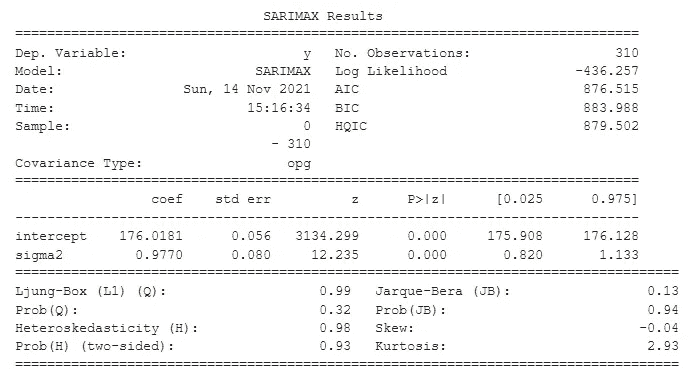 SARIMAX Results
==============================================================================
Dep. Variable:                      y   No. Observations:                  310
Model:                        SARIMAX   Log Likelihood                -436.257
Date:                Sun, 14 Nov 2021   AIC                            876.515
Time:                        15:16:34   BIC                            883.988
Sample:                             0   HQIC                           879.502
- 310
Covariance Type:                  opg
==============================================================================
coef    std err          z      P>|z|      [0.025      0.975]
------------------------------------------------------------------------------
intercept    176.0181      0.056   3134.299      0.000     175.908     176.128
sigma2         0.9770      0.080     12.235      0.000       0.820       1.133
===================================================================================
Ljung-Box (L1) (Q):                   0.99   Jarque-Bera (JB):                 0.13
Prob(Q):                              0.32   Prob(JB):                         0.94
Heteroskedasticity (H):               0.98   Skew:                            -0.04
Prob(H) (two-sided):                  0.93   Kurtosis:                         2.93
===================================================================================